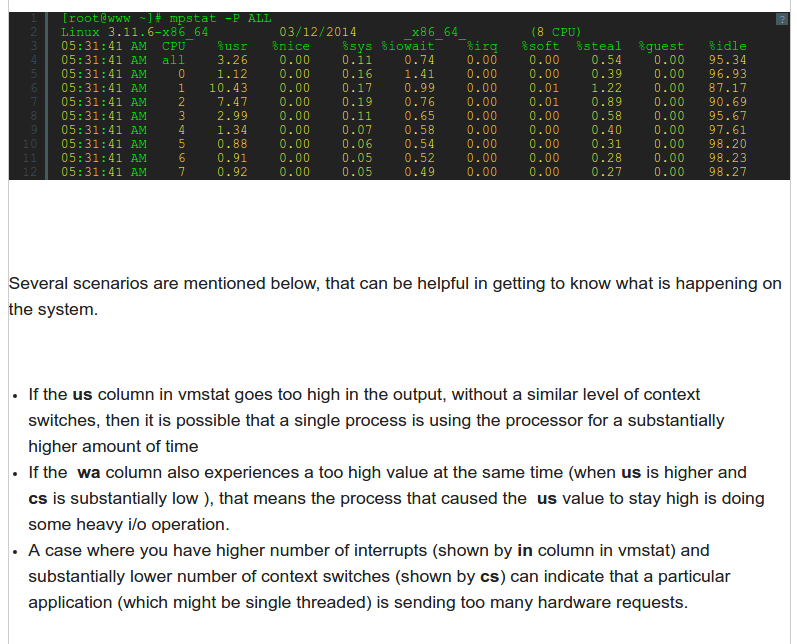 1 [root@www ~]# mpstat -P ALL ?
2 Linux 3.11.6-x86_64 03/12/2014 _x86_64_ (8 CPU)
3 05:31:41 AM CPU %usr %nice %sys %iowait %irq %soft %steal %guest %idle
4 05:31:41 AM all 3.26 0.00 0.11 0.74 0.00 0.00 0.54 0.00 95.34
5 05:31:41 AM 0 1.12 0.00 0.16 1.41 0.00 0.00 0.39 0.00 96.93
6 05:31:41 AM 1 10.43 0.00 0.17 0.99 0.00 0.01 1.22 0.00 87.17
7 05:31:41 AM 2 7.47 0.00 0.19 0.76 0.00 0.01 0.89 0.00 90.69
8 05:31:41 AM 3 2.99 0.00 0.11 0.65 0.00 0.00 0.58 0.00 95.67
9 05:31:41 AM 4 1.34 0.00 0.07 0.58 0.00 0.00 0.40 0.00 97.61
10 05:31:41 AM 5 0.88 0.00 0.06 0.54 0.00 0.00 0.31 0.00 98.20
11 05:31:41 AM 6 0.91 0.00 0.05 0.52 0.00 0.00 0.28 0.00 98.23
12 05:31:41 AM 7 0.92 0.00 0.05 0.49 0.00 0.00 0.27 0.00 98.27
Several scenarios are mentioned below, that can be helpful in getting to know what is happening on
the system.
• If the us column in vmstat goes too high in the output, without a similar level of context
switches, then it is possible that a single process is using the processor for a substantially
higher amount of time
• If the wa column also experiences a too high value at the same time (when us is higher and
cs is substantially low ), that means the process that caused the us value to stay high is doing
some heavy i/o operation.
• A case where you have higher number of interrupts (shown by in column in vmstat) and
substantially lower number of context switches (shown by cs) can indicate that a particular
application (which might be single threaded) is sending too many hardware requests.